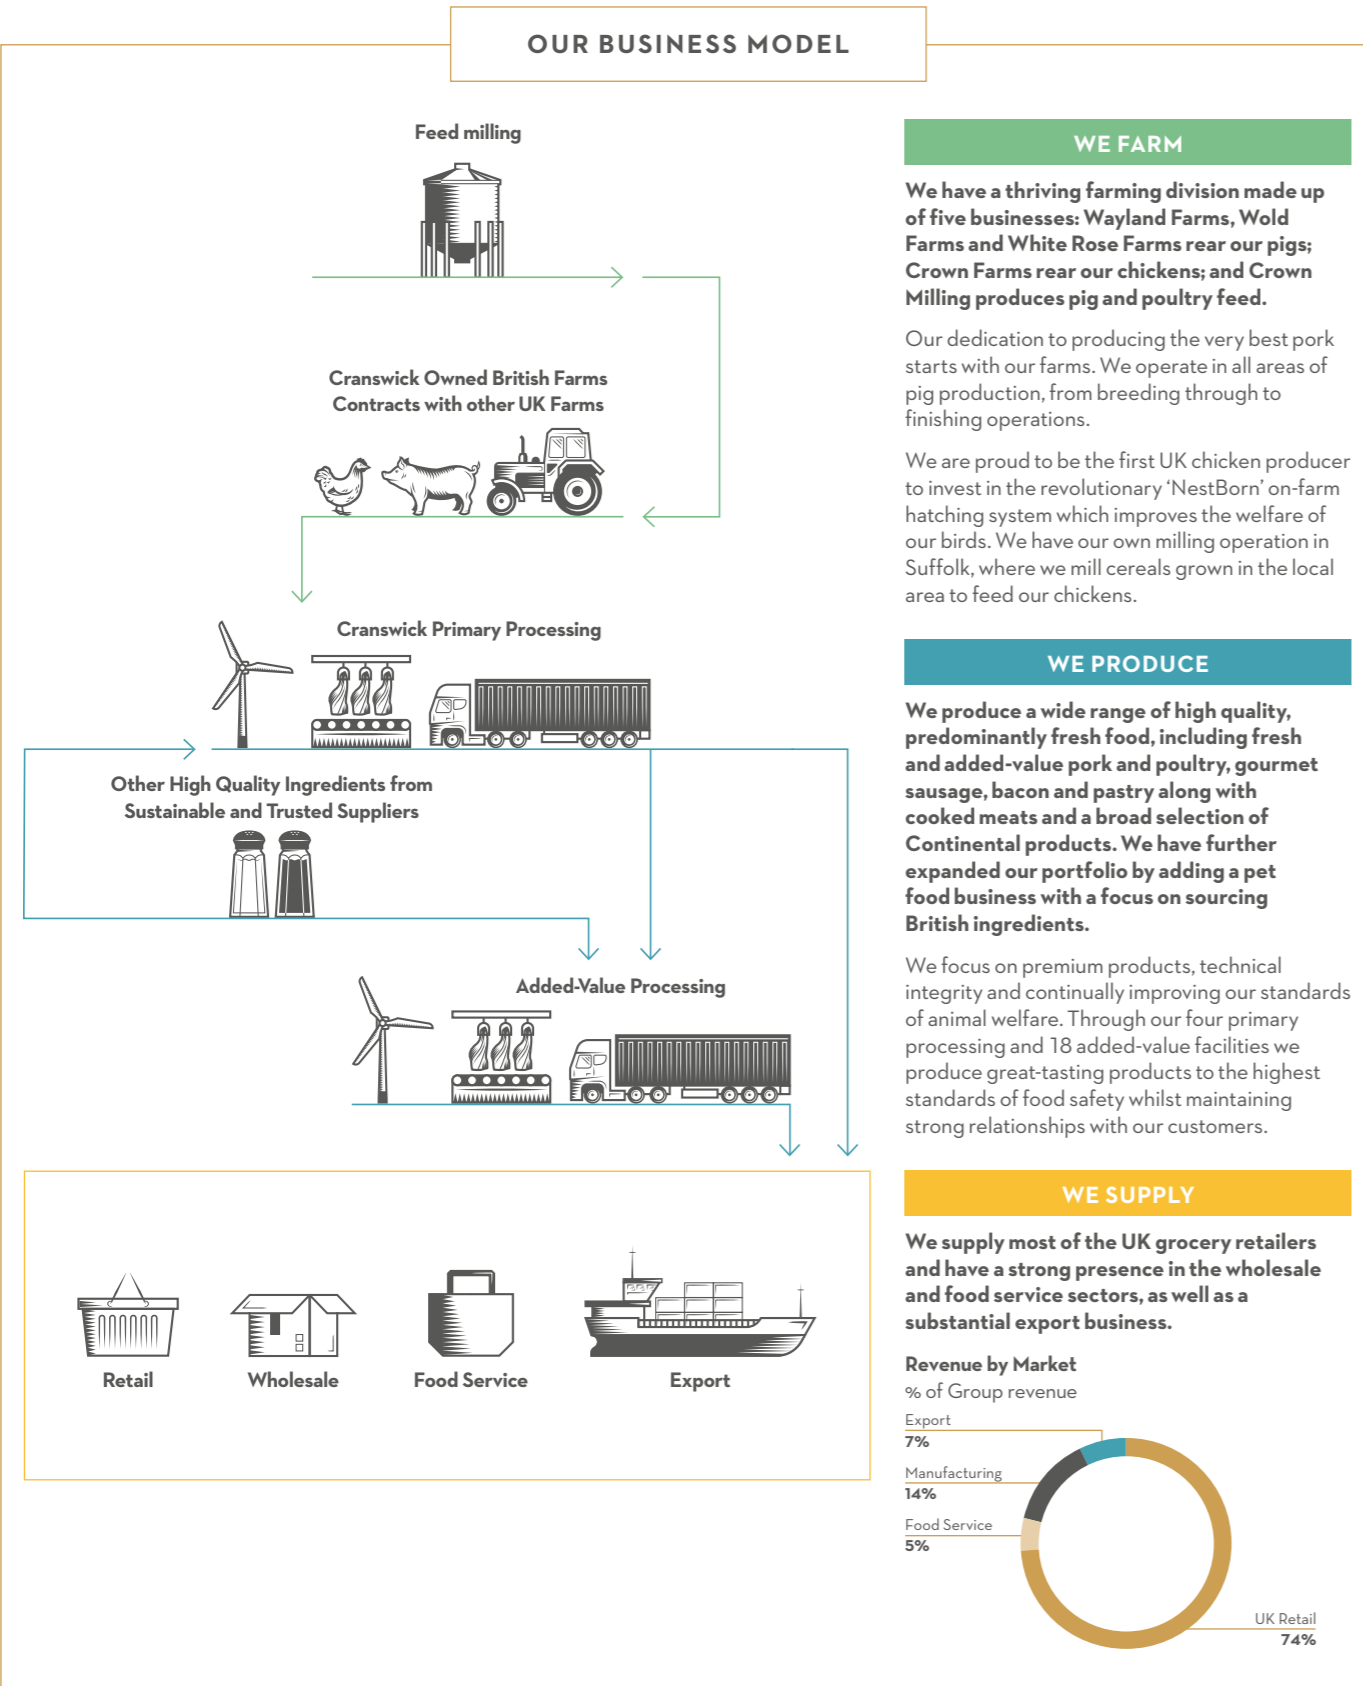 OUR BUSINESS MODEL
Feed milling
Cranswick Owned British Farms
Contracts with other UK Farms
Cranswick Primary Processing
Other High Quality Ingredients from
Sustainable and Trusted Suppliers
Added-Value Processing
Retail
Wholesale
Food Service
Export
WE FARM
We have a thriving farming division made up
of five businesses: Wayland Farms, Wold
Farms and White Rose Farms rear our pigs;
Crown Farms rear our chickens; and Crown
Milling produces pig and poultry feed.
Our dedication to producing the very best pork
starts with our farms. We operate in all areas of
pig production, from breeding through to
finishing operations.
We are proud to be the first UK chicken producer
to invest in the revolutionary ‘NestBorn’ on-farm
hatching system which improves the welfare of
our birds. We have our own milling operation in
Suffolk, where we mill cereals grown in the local
area to feed our chickens.
WE PRODUCE
We produce a wide range of high quality,
predominantly fresh food, including fresh
and added-value pork and poultry, gourmet
sausage, bacon and pastry along with
cooked meats and a broad selection of
Continental products. We have further
expanded our portfolio by adding a pet
food business with a focus on sourcing
British ingredients.
We focus on premium products, technical
integrity and continually improving our standards
of animal welfare. Through our four primary
processing and 18 added-value facilities we
produce great-tasting products to the highest
standards of food safety whilst maintaining
strong relationships with our customers.
WE SUPPLY
We supply most of the UK grocery retailers
and have a strong presence in the wholesale
and food service sectors, as well as a
substantial export business.
Revenue by Market
% of Group revenue
Export
7%
Manufacturing
14%
Food Service
5%
UK Retail
74%